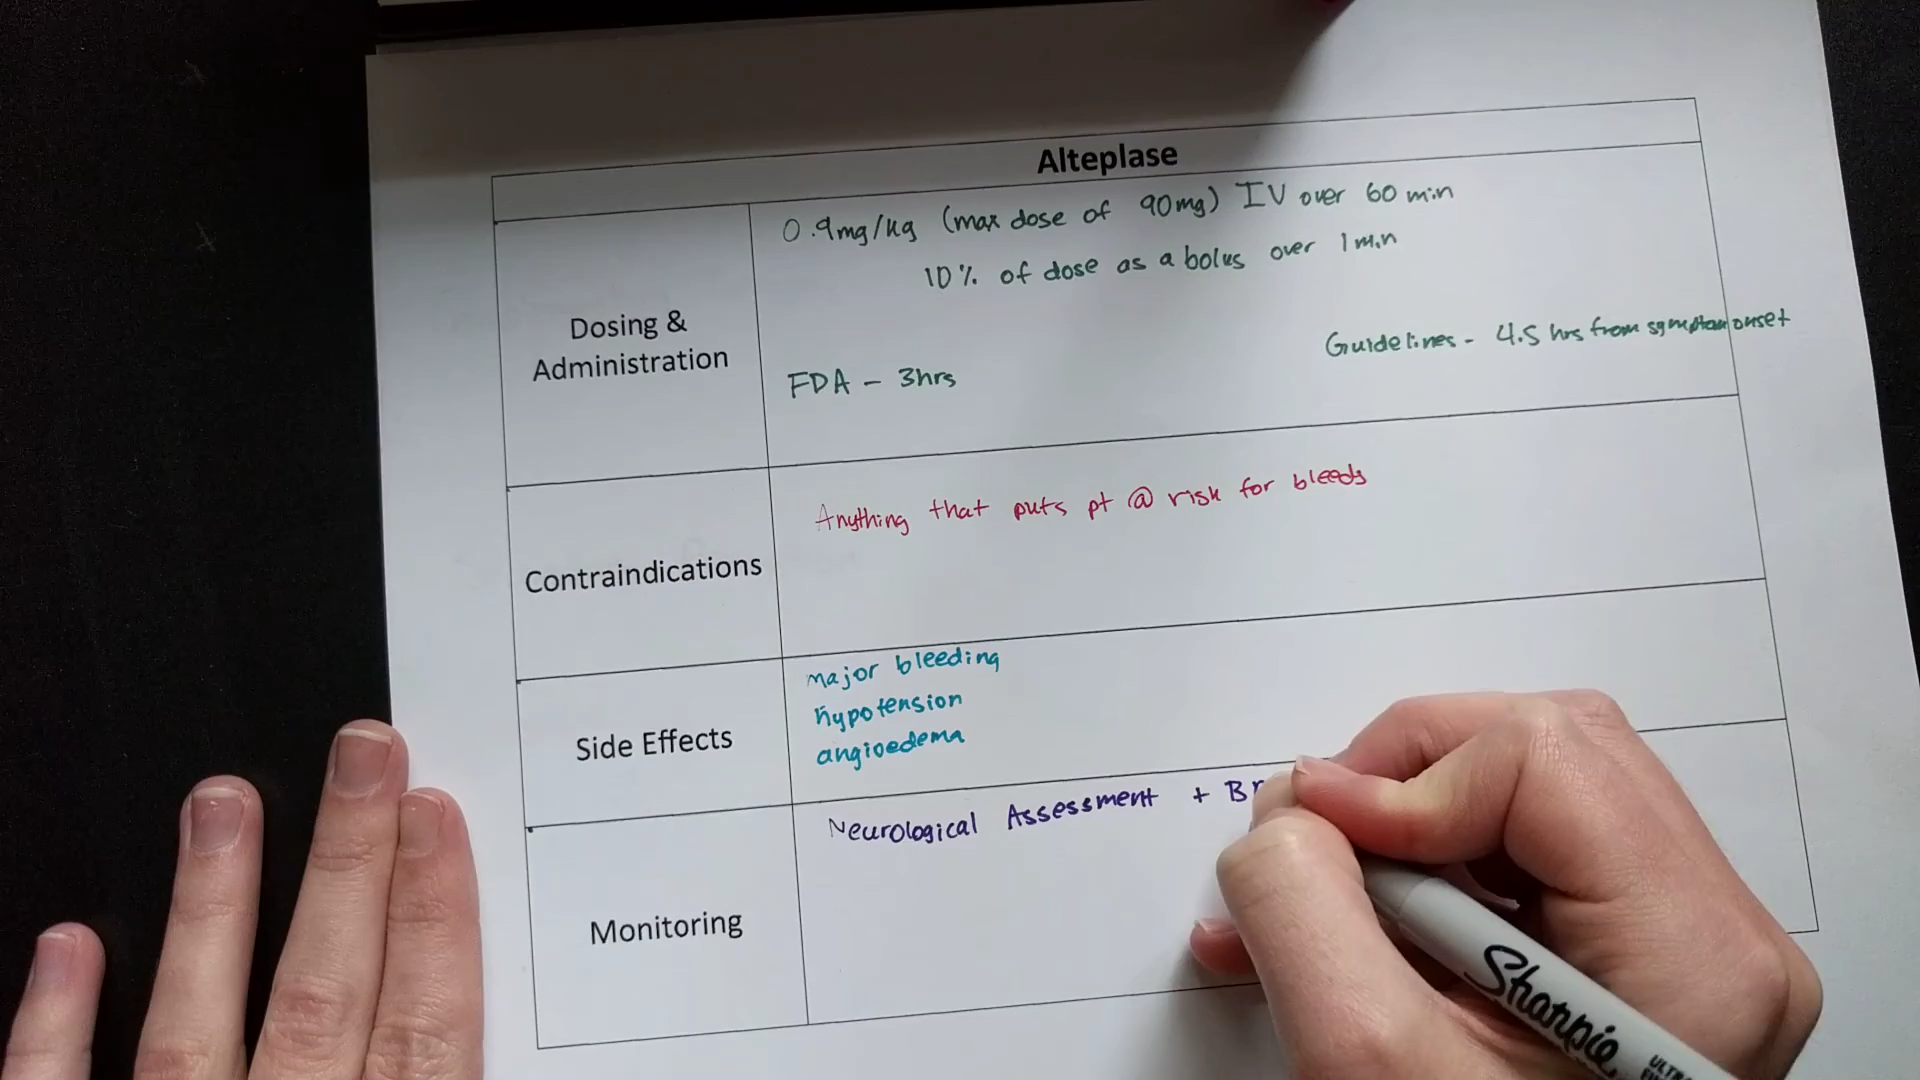 Alteplase
Dosing &
Administration
0.9mg/kg (max dose of 90mg) IV over 60 min
10% of dose as a bolus over 1 min
FDA - 3hrs
Guidelines - 4.5 hrs from symptom onset
Contraindications
Anything that puts pt @ risk for bleeds
Side Effects
major bleeding
hypotension
angioedema
Monitoring
Neurological Assessment + Br
Sharpie
ULTRA